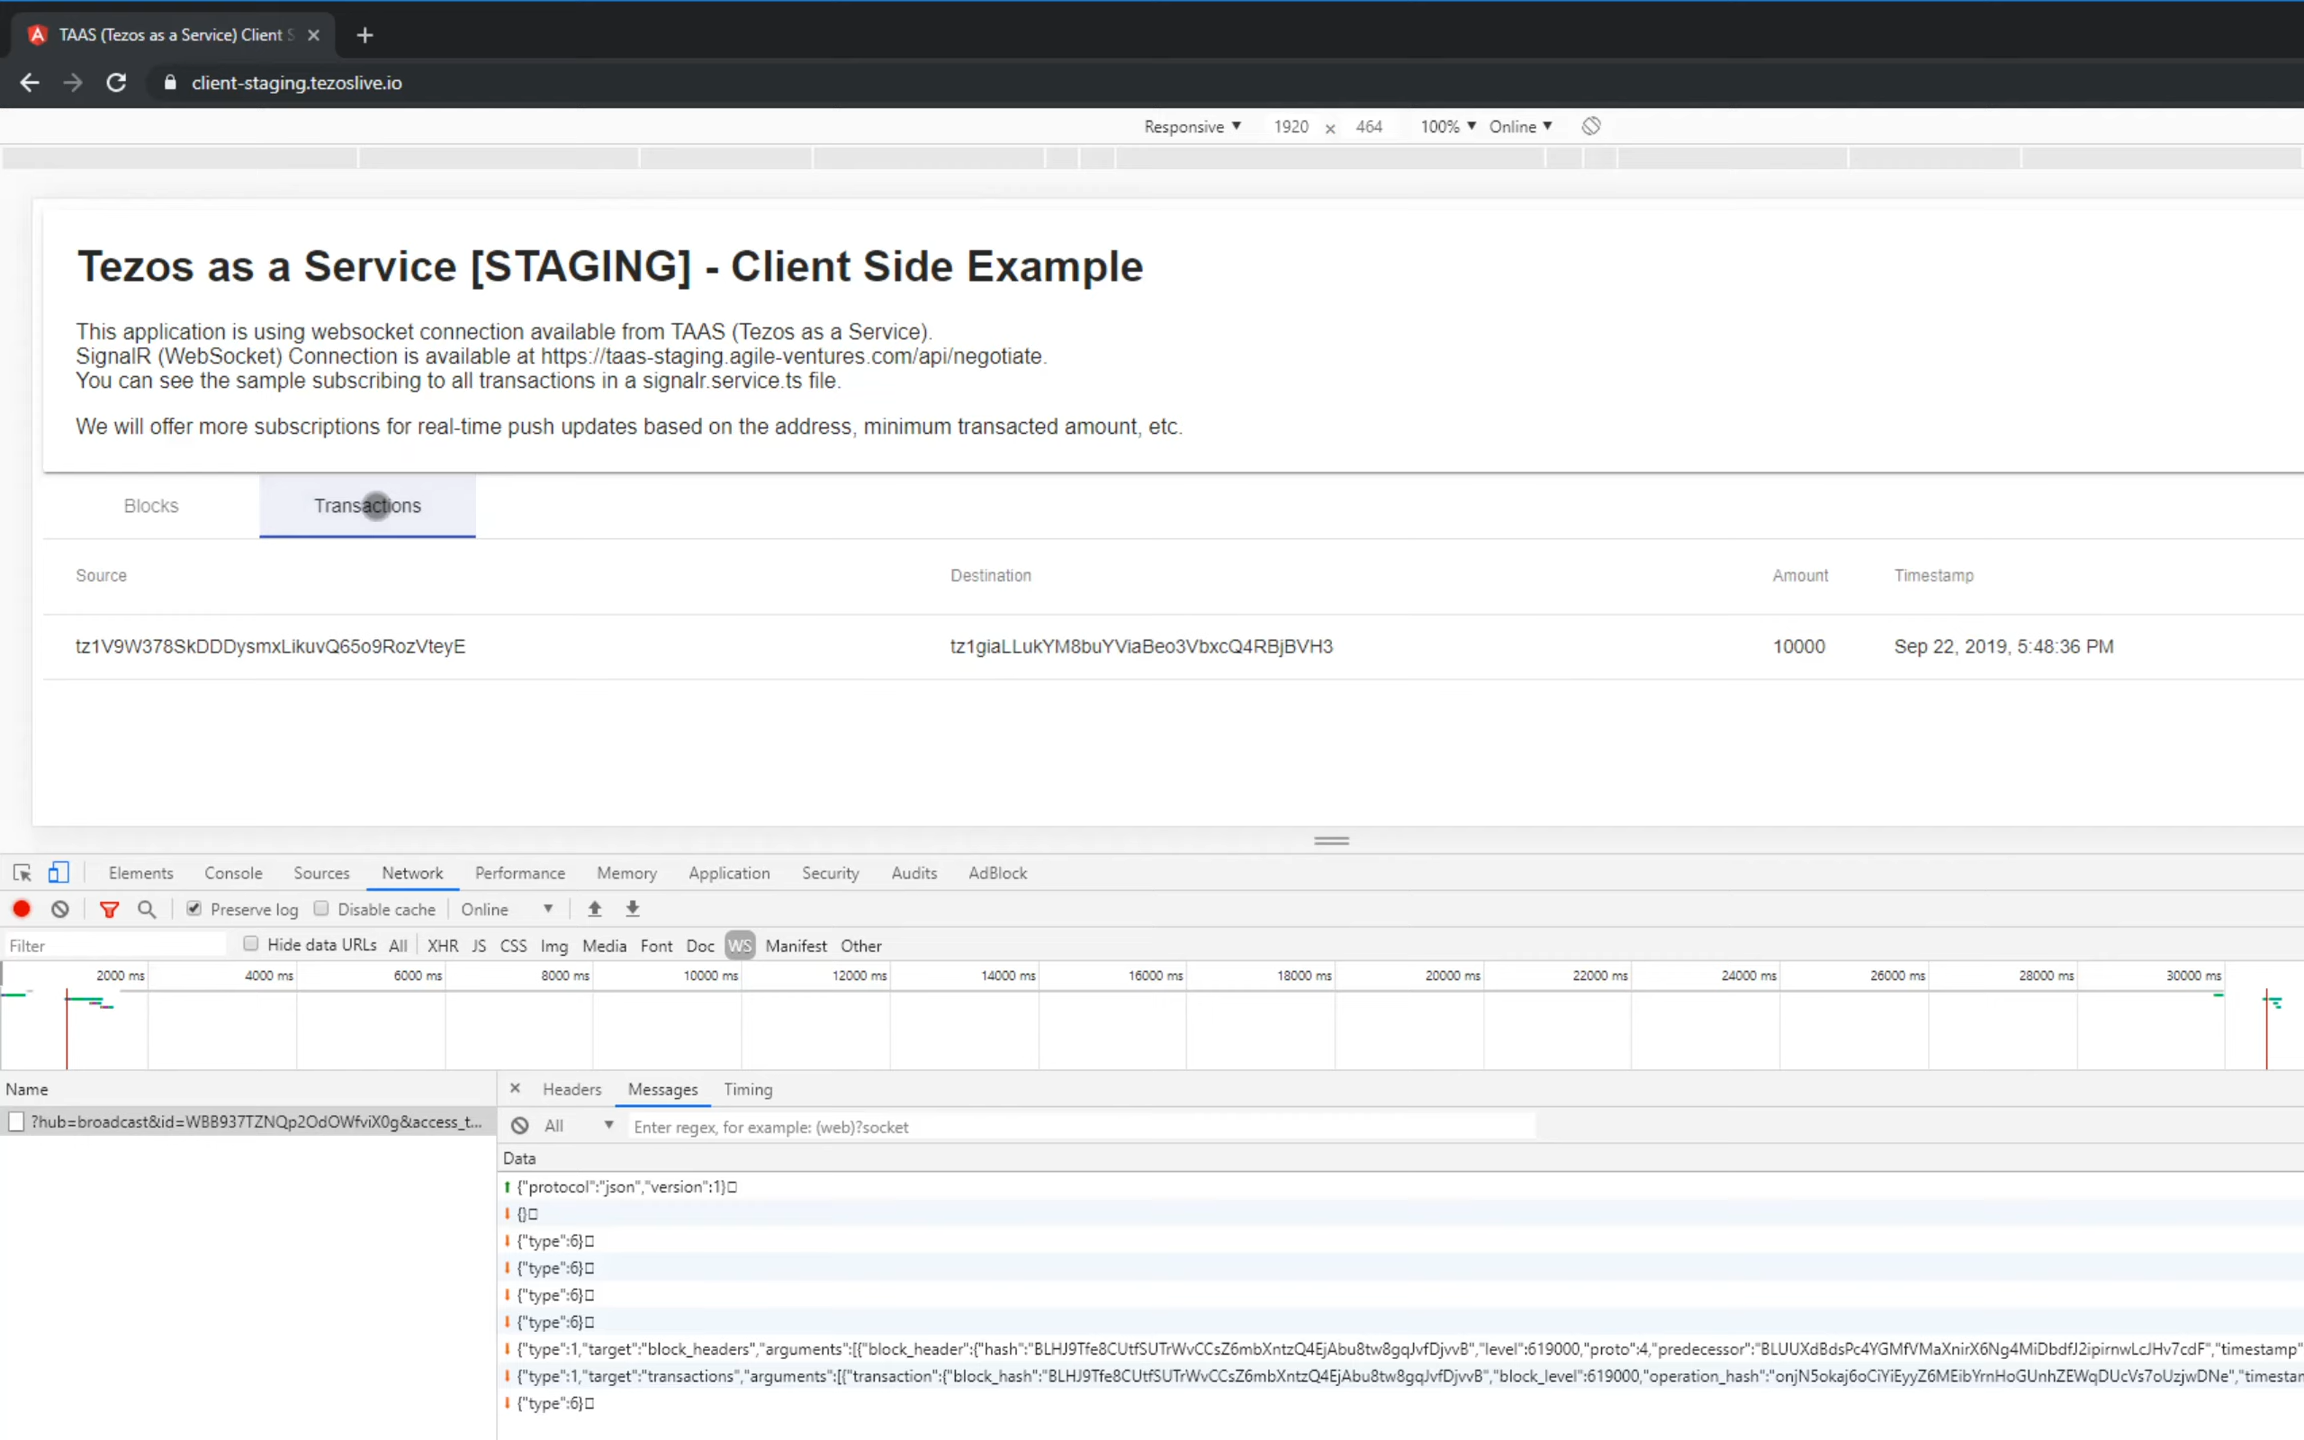 TAAS (Tezos as a Service) Client S
client-staging.tezoslive.io
Responsive 1920 x 464 100% Online
Tezos as a Service [STAGING] - Client Side Example
This application is using websocket connection available from TAAS (Tezos as a Service).
SignalR (WebSocket) Connection is available at https://taas-staging.agile-ventures.com/api/negotiate.
You can see the sample subscribing to all transactions in a signalr.service.ts file.
We will offer more subscriptions for real-time push updates based on the address, minimum transacted amount, etc.
Blocks Transactions
Source Destination Amount Timestamp
tz1V9W378SkDDDysmxLikuvQ65o9RozVteyE tz1giaLLukYM8buYViaBeo3VbxcQ4RBjBVH3 10000 Sep 22, 2019, 5:48:36 PM
Elements Console Sources Network Performance Memory Application Security Audits AdBlock
Preserve log Disable cache Online
Filter Hide data URLs All XHR JS CSS Img Media Font Doc WS Manifest Other
2000 ms 4000 ms 6000 ms 8000 ms 10000 ms 12000 ms 14000 ms 16000 ms 18000 ms 20000 ms 22000 ms 24000 ms 26000 ms 28000 ms 30000 ms
Name Headers Messages Timing
?hub=broadcast&id=WBB937TZNQp2OdOWfviX0g&access_t... All Enter regex, for example: (web)?socket
Data
{"protocol":"json","version":1}
{}
{"type":6}
{"type":6}
{"type":6}
{"type":6}
{"type":1,"target":"block_headers","arguments":[{"block_header":{"hash":"BLHJ9Tfe8CUtfSUTrWvCCsZ6mbXntzQ4EjAbu8tw8gqJvfDjvvB","level":619000,"proto":4,"predecessor":"BLUUXdBdsPc4YGMfVMaXnirX6Ng4MiDbdfJ2ipirnwLcJHv7cdF","timestamp"
{"type":1,"target":"transactions","arguments":[{"transaction":{"block_hash":"BLHJ9Tfe8CUtfSUTrWvCCsZ6mbXntzQ4EjAbu8tw8gqJvfDjvvB","block_level":619000,"operation_hash":"onjN5okaj6oCiYiEyyZ6MEibYrnHoGUnhZEWqDUcVs7oUzjwDNe","timestan
{"type":6}